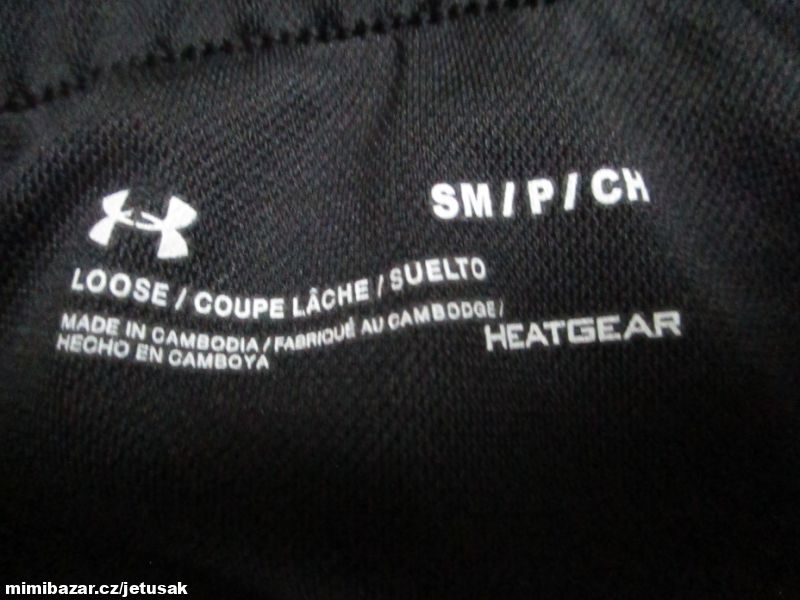 SM/P/CH
LOOSE / COUPE LÂCHE / SUELTO
MADE IN CAMBODIA / FABRIQUÉ AU CAMBODGE /
HECHO EN CAMBOYA
HEATGEAR
mimibazar.cz/jetusak